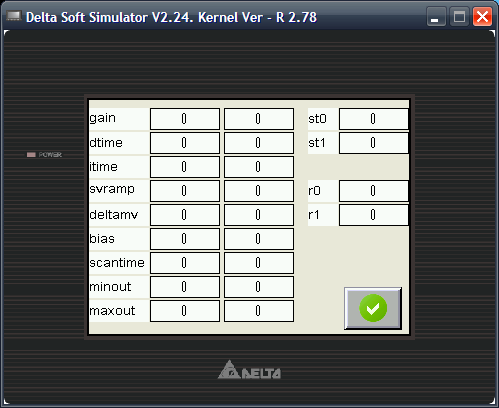 Delta Soft Simulator V2.24. Kernel Ver - R 2.78
POWER
gain 0 0 st0 0
dtime 0 0 st1 0
itime 0 0
svramp 0 0 r0 0
deltamv 0 0 r1 0
bias 0 0
scantime 0 0
minout 0 0
maxout 0 0
DELTA